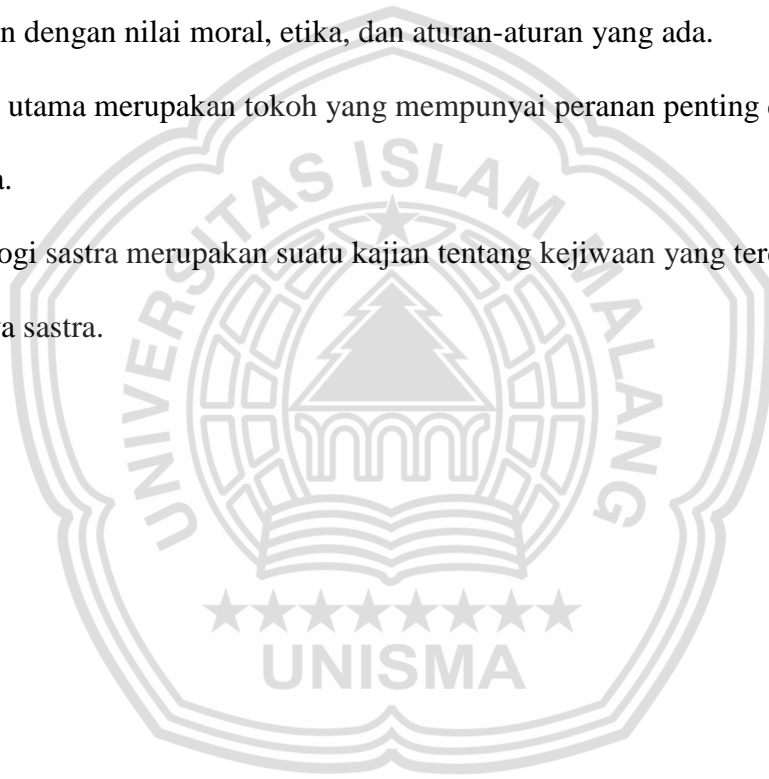 n dengan nilai moral, etika, dan aturan-aturan yang ada.
utama merupakan tokoh yang mempunyai peranan penting
a.
ogi sastra merupakan suatu kajian tentang kejiwaan yang
a sastra.
UNIVERSITAS ISLAM MALANG
UNISMA